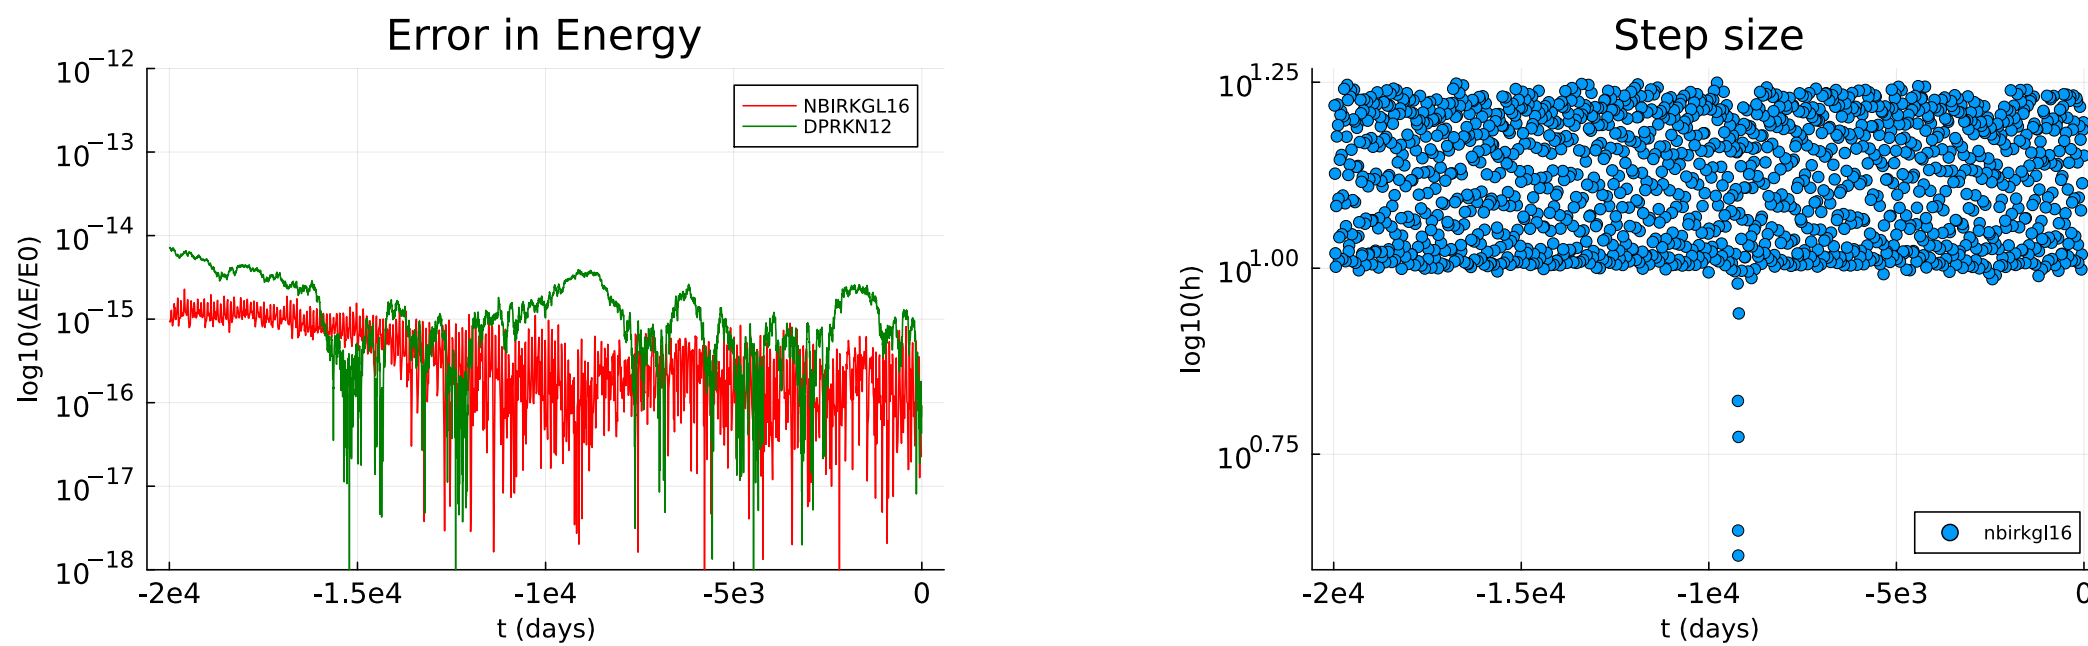 Error in Energy
log10(ΔE/E0)
10^-12
10^-13
10^-14
10^-15
10^-16
10^-17
10^-18
NBIRKGL16
DPRKN12
-2e4 -1.5e4 -1e4 -5e3 0
t (days)
Step size
log10(h)
10^1.25
10^1.00
10^0.75
nbirkgl16
-2e4 -1.5e4 -1e4 -5e3 0
t (days)